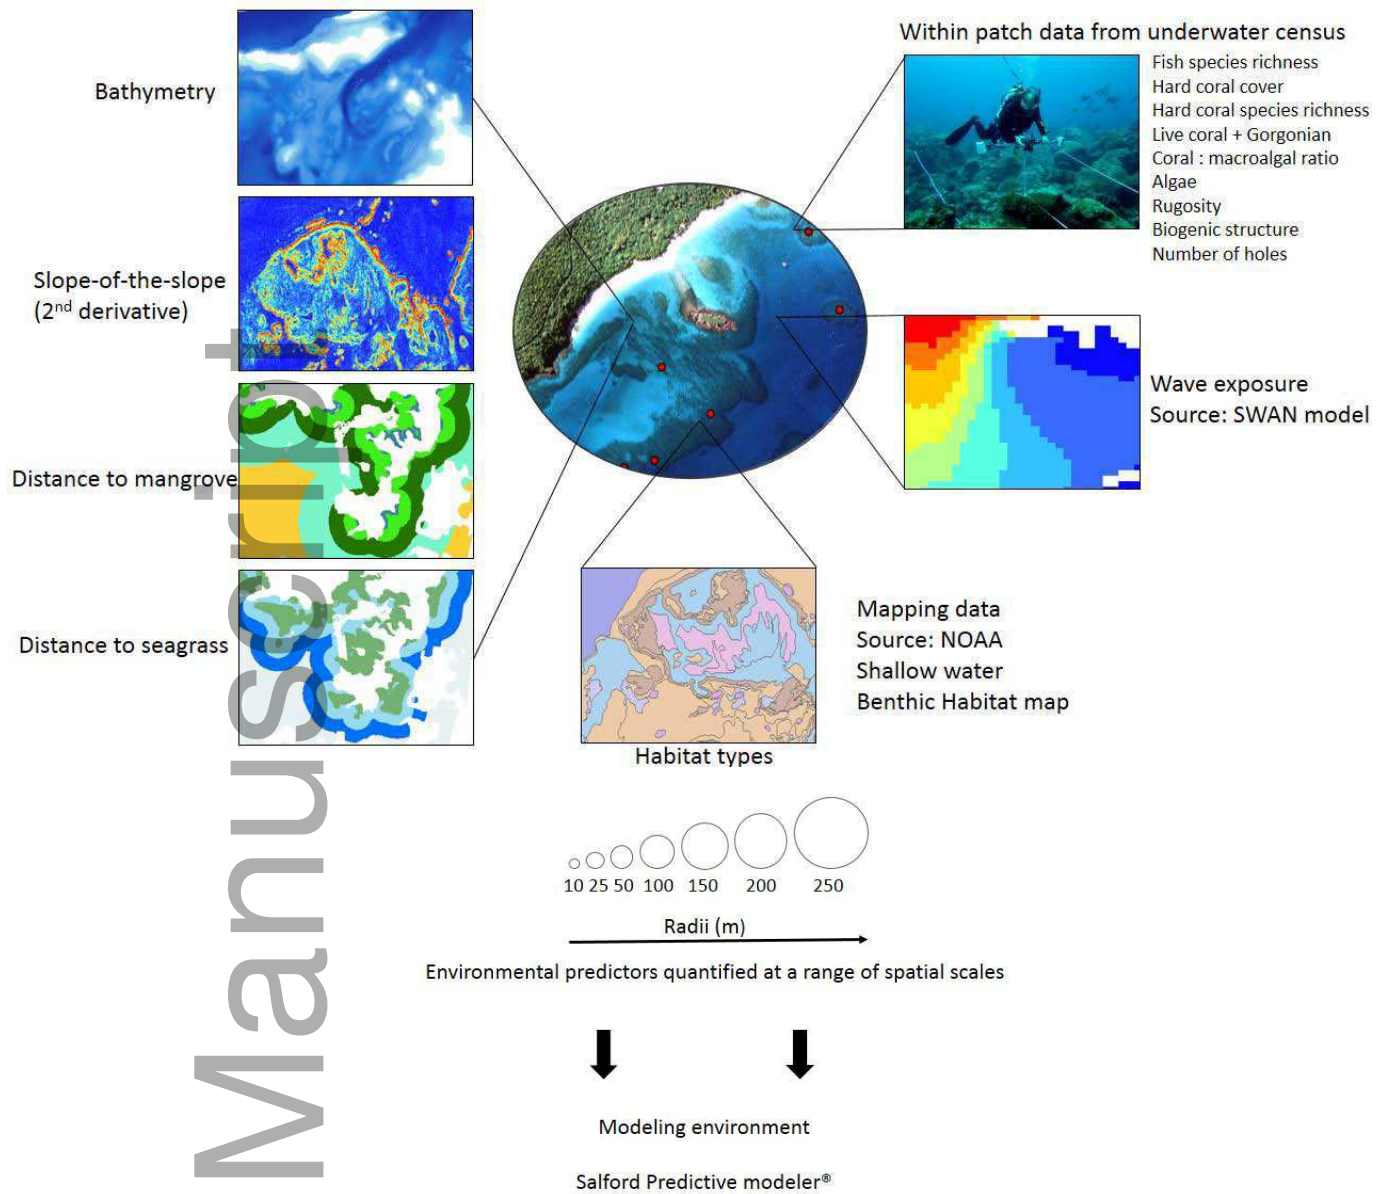 Within patch data from underwater census
Fish species richness
Hard coral cover
Hard coral species richness
Live coral + Gorgonian
Coral : macroalgal ratio
Algae
Rugosity
Biogenic structure
Number of holes
Bathymetry
Slope-of-the-slope
(2nd derivative)
Distance to mangrove
Distance to seagrass
Wave exposure
Source: SWAN model
Mapping data
Source: NOAA
Shallow water
Benthic Habitat map
Habitat types
10 25 50 100 150 200 250
Radii (m)
Environmental predictors quantified at a range of spatial scales
Modeling environment
Salford Predictive modeler®
Manuscript